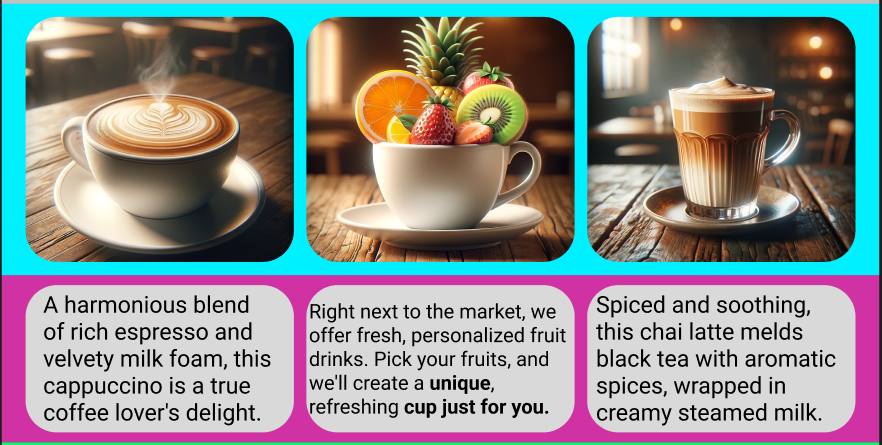 A harmonious blend
of rich espresso and
velvety milk foam, this
cappuccino is a true
coffee lover's delight.
Right next to the market, we
offer fresh, personalized fruit
drinks. Pick your fruits, and
we'll create a unique,
refreshing cup just for you.
Spiced and soothing,
this chai latte melds
black tea with aromatic
spices, wrapped in
creamy steamed milk.